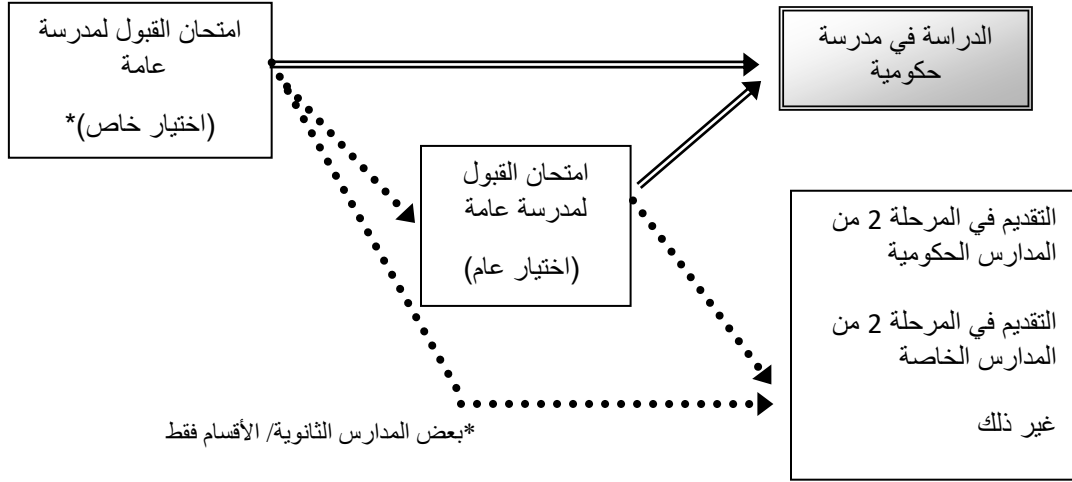 امتحان القبول لمدرسة
عامة
(اختيار خاص)*
الدراسة في مدرسة
حكومية
امتحان القبول
لمدرسة عامة
(اختيار عام)
التقديم في المرحلة 2 من
المدارس الحكومية
التقديم في المرحلة 2 من
المدارس الخاصة
غير ذلك
*بعض المدارس الثانوية/ الأقسام فقط